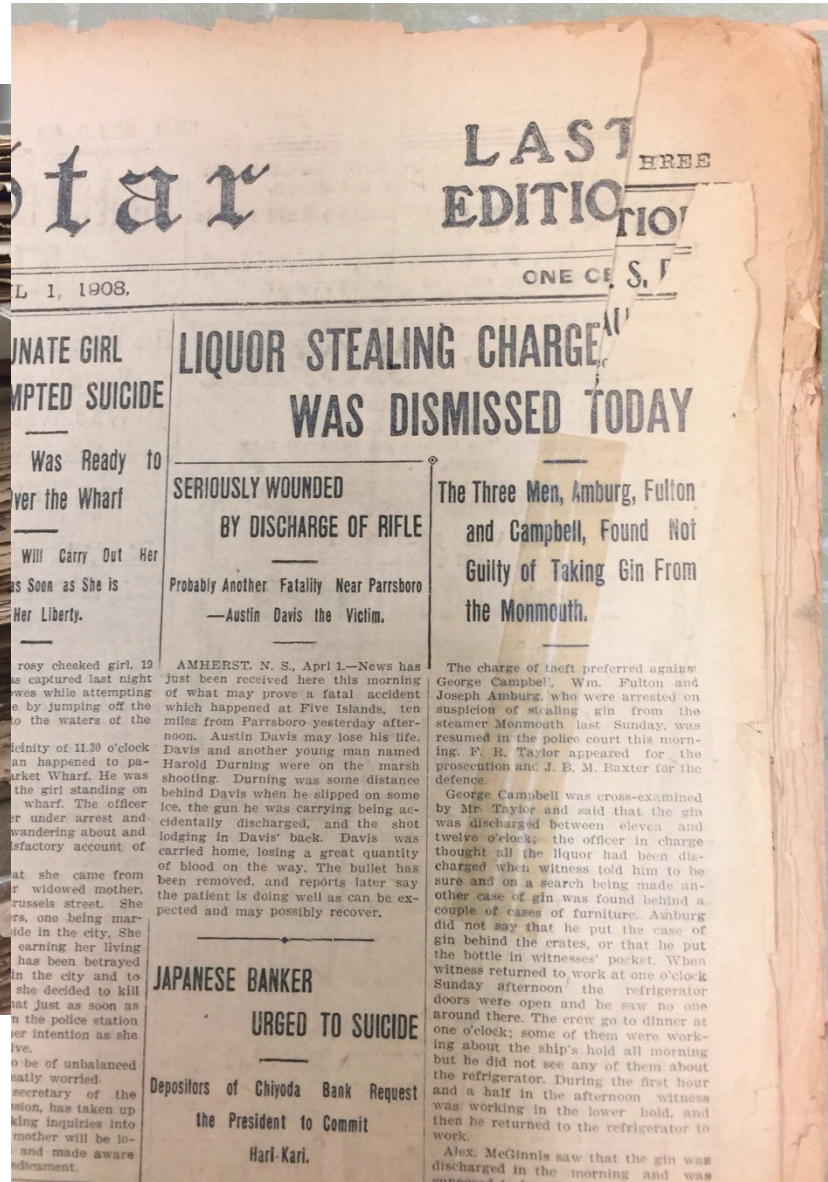 Star
LAST
EDITIO
HREE
TIO
S.
L 1, 1908.
ONE CE
UNATE GIRL
MPTED SUICIDE
Was Ready to
ver the Wharf
Will Carry Out Her
as Soon as She is
Her Liberty.
rosy cheeked girl, 19
as captured last night
owes while attempting
e by jumping off the
to the waters of the
icinity of 11.30 o'clock
an happened to pa-
arket Wharf. He was
the girl standing on
wharf. The officer
er under arrest and
wandering about and
isfactory account of
at she came from
r widowed mother,
russels street. She
rs, one being mar-
ide in the city. She
earning her living
has been betrayed
in the city and to
she decided to kill
hat just as soon as
n the police station
er intention as she
lve.
o be of unbalanced
eatly worried.
secretary of the
sion, has taken up
king inquiries into
mother will be lo-
and made aware
edicament.
LIQUOR STEALING CHARGE
WAS DISMISSED TODAY
SERIOUSLY WOUNDED
BY DISCHARGE OF RIFLE
Probably Another Fatality Near Parrsboro
—Austin Davis the Victim.
AMHERST, N. S., Aprl 1.—News has
just been received here this morning
of what may prove a fatal accident
which happened at Five Islands, ten
miles from Parrsboro yesterday after-
noon. Austin Davis may lose his life.
Davis and another young man named
Harold Durning were on the marsh
shooting. Durning was some distance
behind Davis when he slipped on some
ice, the gun he was carrying being ac-
cidentally discharged, and the shot
lodging in Davis' back. Davis was
carried home, losing a great quantity
of blood on the way. The bullet has
been removed, and reports later say
the patient is doing well as can be ex-
pected and may possibly recover.
JAPANESE BANKER
URGED TO SUICIDE
Depositors of Chiyoda Bank Request
the President to Commit
Hari-Kari.
The Three Men, Amburg, Fulton
and Campbell, Found Not
Guilty of Taking Gin From
the Monmouth.
The charge of theft preferred against
George Campbell, Wm. Fulton and
Joseph Amburg, who were arrested on
suspicion of stealing gin from the
steamer Monmouth last Sunday, was
resumed in the police court this morn-
ing. F. R. Taylor appeared for the
prosecution and J. B. M. Baxter for the
defence.
George Campbell was cross-examined
by Mr. Taylor and said that the gin
was discharged between eleven and
twelve o'clock; the officer in charge
thought all the liquor had been dis-
charged when witness told him to be
sure and on a search being made an-
other case of gin was found behind a
couple of cases of furniture. Amburg
did not say that he put the case of
gin behind the crates, or that he put
the bottle in witnesses' pocket. When
witness returned to work at one o'clock
Sunday afternoon the refrigerator
doors were open and he saw no one
around there. The crew go to dinner at
one o'clock; some of them were work-
ing about the ship's hold all morning
but he did not see any of them about
the refrigerator. During the first hour
and a half in the afternoon witness
was working in the lower hold, and
then he returned to the refrigerator to
work.
Alex. McGinnis saw that the gin was
discharged in the morning and was